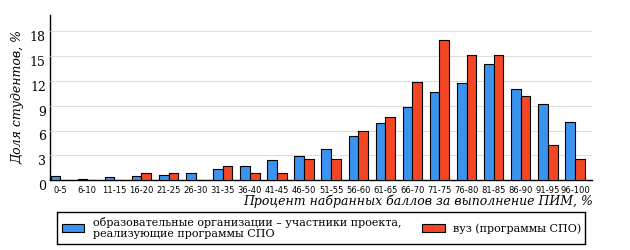 Доля студентов, %
18
15
12
9
6
3
0
0-5 6-10 11-15 16-20 21-25 26-30 31-35 36-40 41-45 46-50 51-55 56-60 61-65 66-70 71-75 76-80 81-85 86-90 91-95 96-100
Процент набранных баллов за выполнение ПИМ, %
образовательные организации – участники проекта,
реализующие программы СПО
вуз (программы СПО)